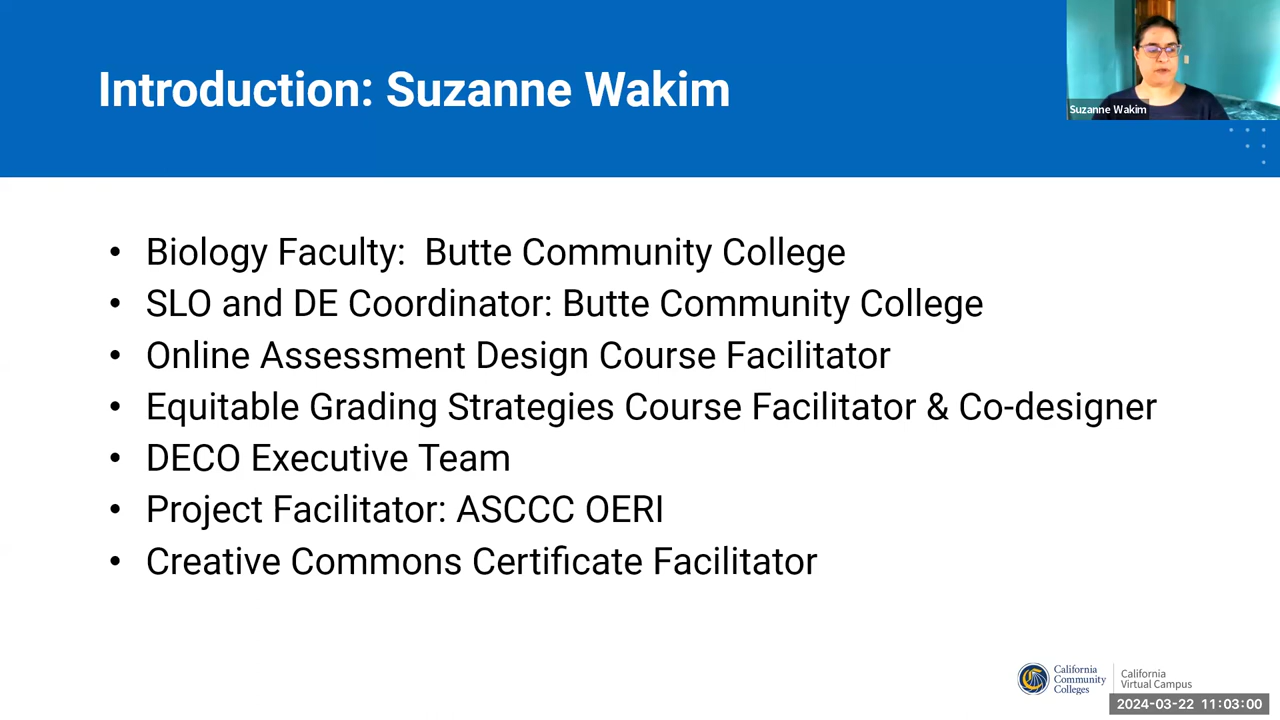 Introduction: Suzanne Wakim
Suzanne Wakim
• Biology Faculty:  Butte Community College
• SLO and DE Coordinator: Butte Community College
• Online Assessment Design Course Facilitator
• Equitable Grading Strategies Course Facilitator & Co-designer
• DECO Executive Team
• Project Facilitator: ASCCC OERI
• Creative Commons Certificate Facilitator
California
Community
Colleges
California
Virtual Campus
2024-03-22 11:03:00